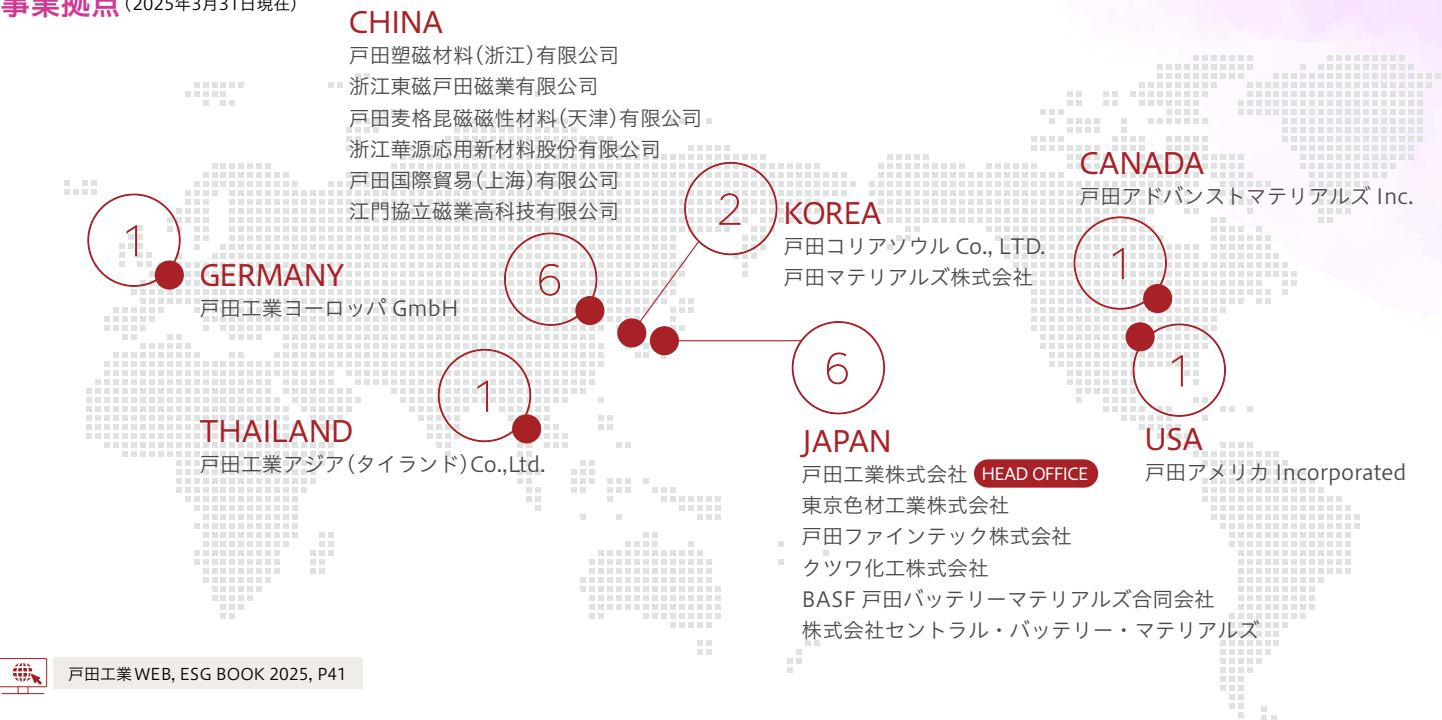 事業拠点（2025年3月31日現在）
CHINA
戸田塑磁材料（浙江）有限公司
浙江東磁戸田磁業有限公司
戸田麦格昆磁磁性材料（天津）有限公司
浙江華源応用新材料股份有限公司
戸田国際貿易（上海）有限公司
江門協立磁業高科技有限公司
6
2
KOREA
戸田コリアソウル Co., LTD.
戸田マテリアルズ株式会社
CANADA
戸田アドバンストマテリアルズ Inc.
1
1
GERMANY
戸田工業ヨーロッパ GmbH
1
THAILAND
戸田工業アジア（タイランド）Co.,Ltd.
6
JAPAN
戸田工業株式会社 HEAD OFFICE
東京色材工業株式会社
戸田ファインテック株式会社
クツワ化工株式会社
BASF 戸田バッテリーマテリアルズ合同会社
株式会社セントラル・バッテリー・マテリアルズ
1
USA
戸田アメリカ Incorporated
戸田工業WEB, ESG BOOK 2025, P41